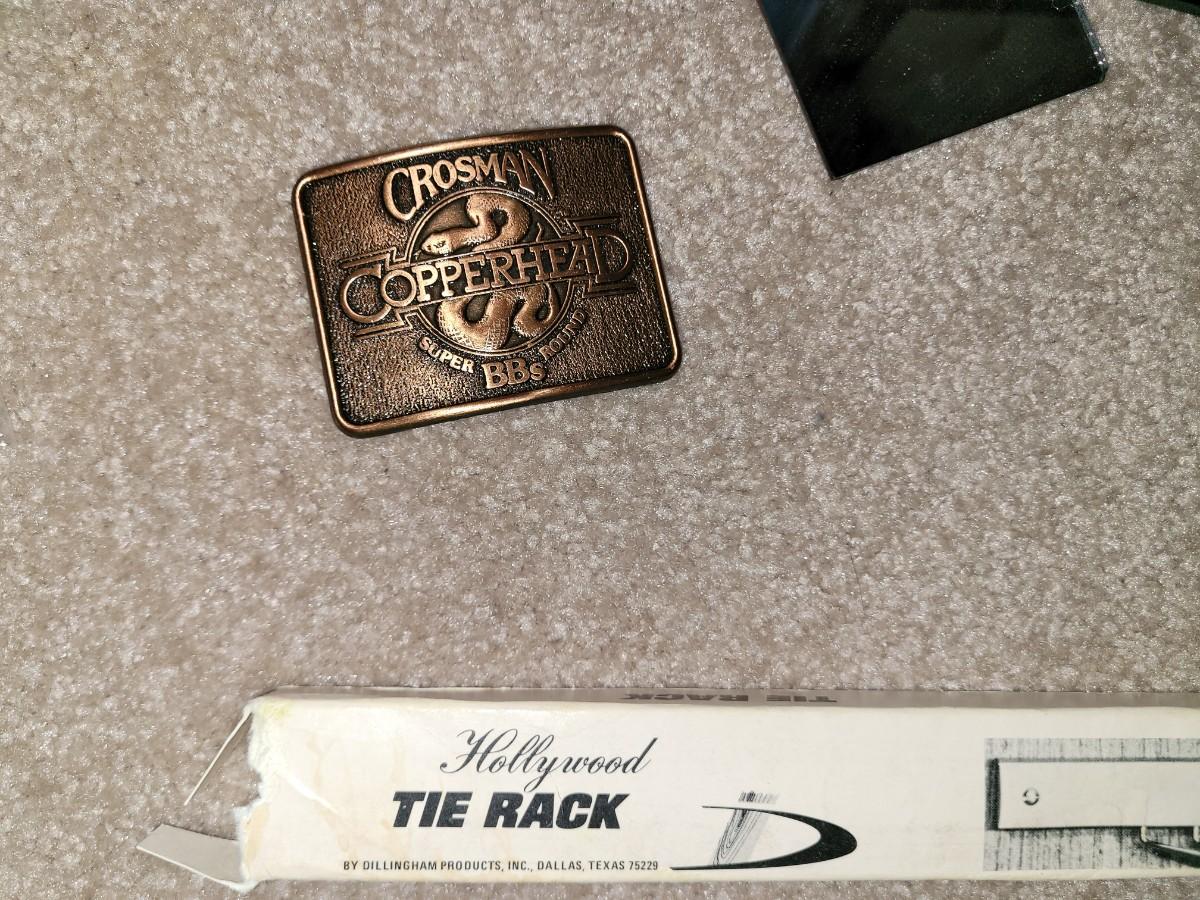 CROSMAN
COPPERHEAD
SUPER BBs ROUND
TIE RACK
Hollywood
TIE RACK
BY DILLINGHAM PRODUCTS, INC., DALLAS, TEXAS 75229